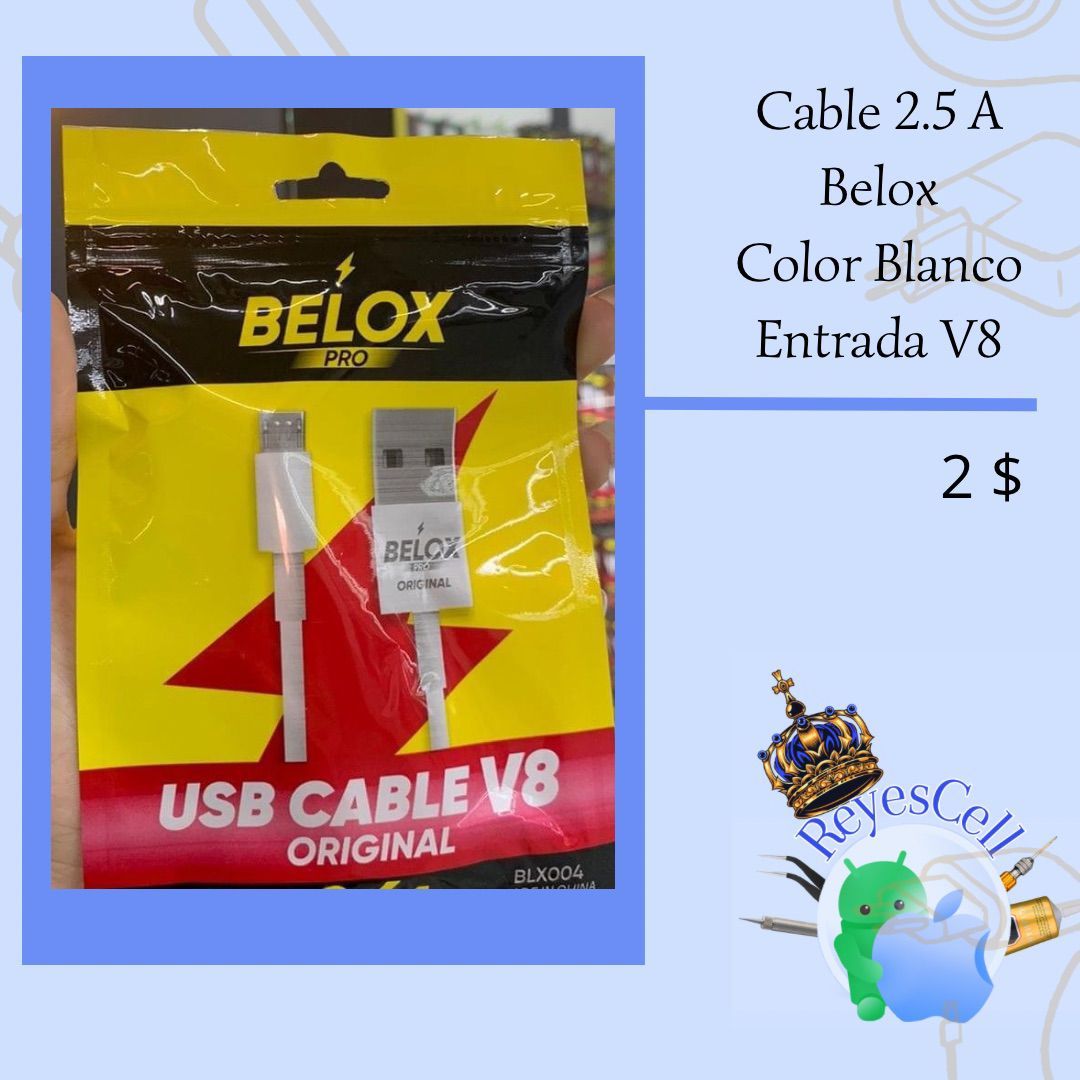 Cable 2.5 A
Belox
Color Blanco
Entrada V8
2 $
BELOX
PRO
BELOX
PRO
ORIGINAL
USB CABLE V8
ORIGINAL
BLX004
ReyesCell